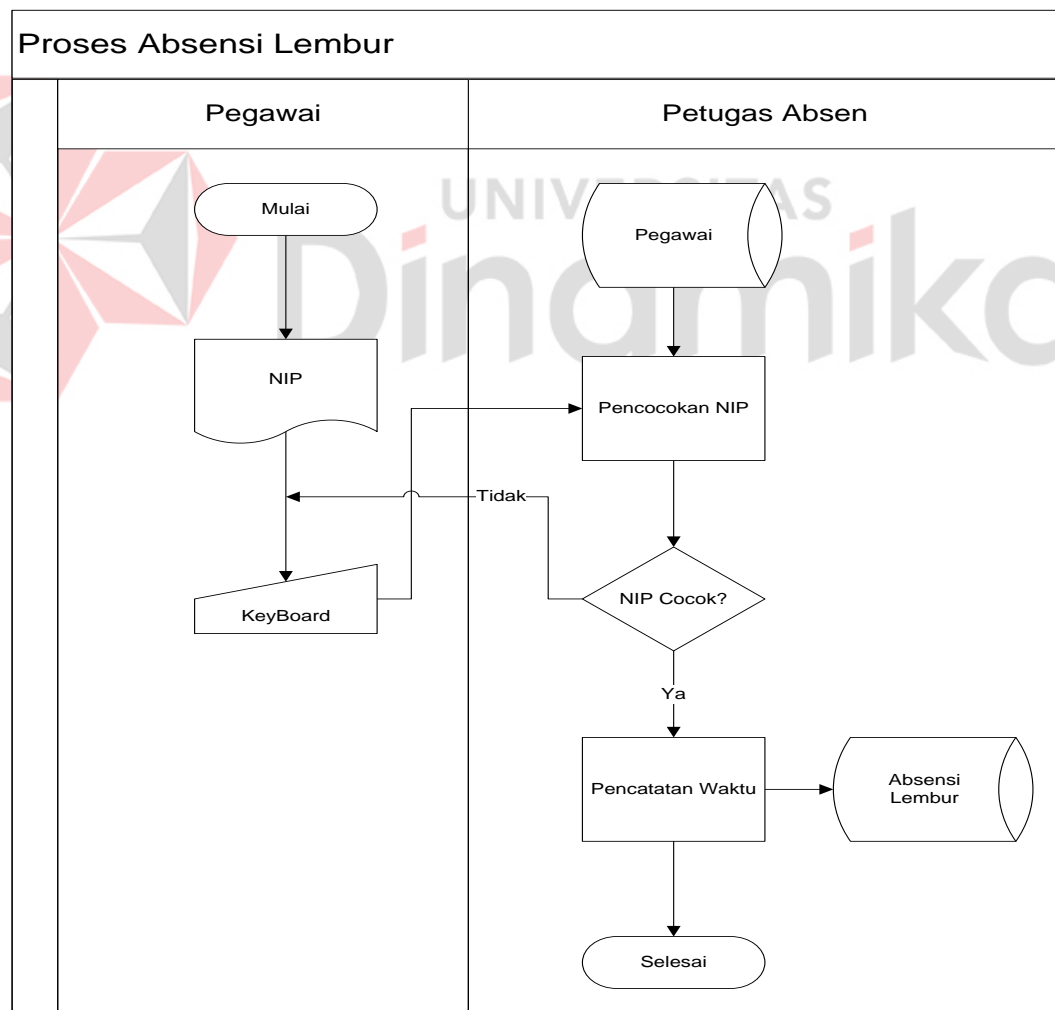 Proses Absensi Lembur
Pegawai
Petugas Absen
UNIVERSITAS
Dinamika
Mulai
Pegawai
NIP
Pencocokan NIP
Tidak
KeyBoard
NIP Cocok?
Ya
Pencatatan Waktu
Absensi
Lembur
Selesai